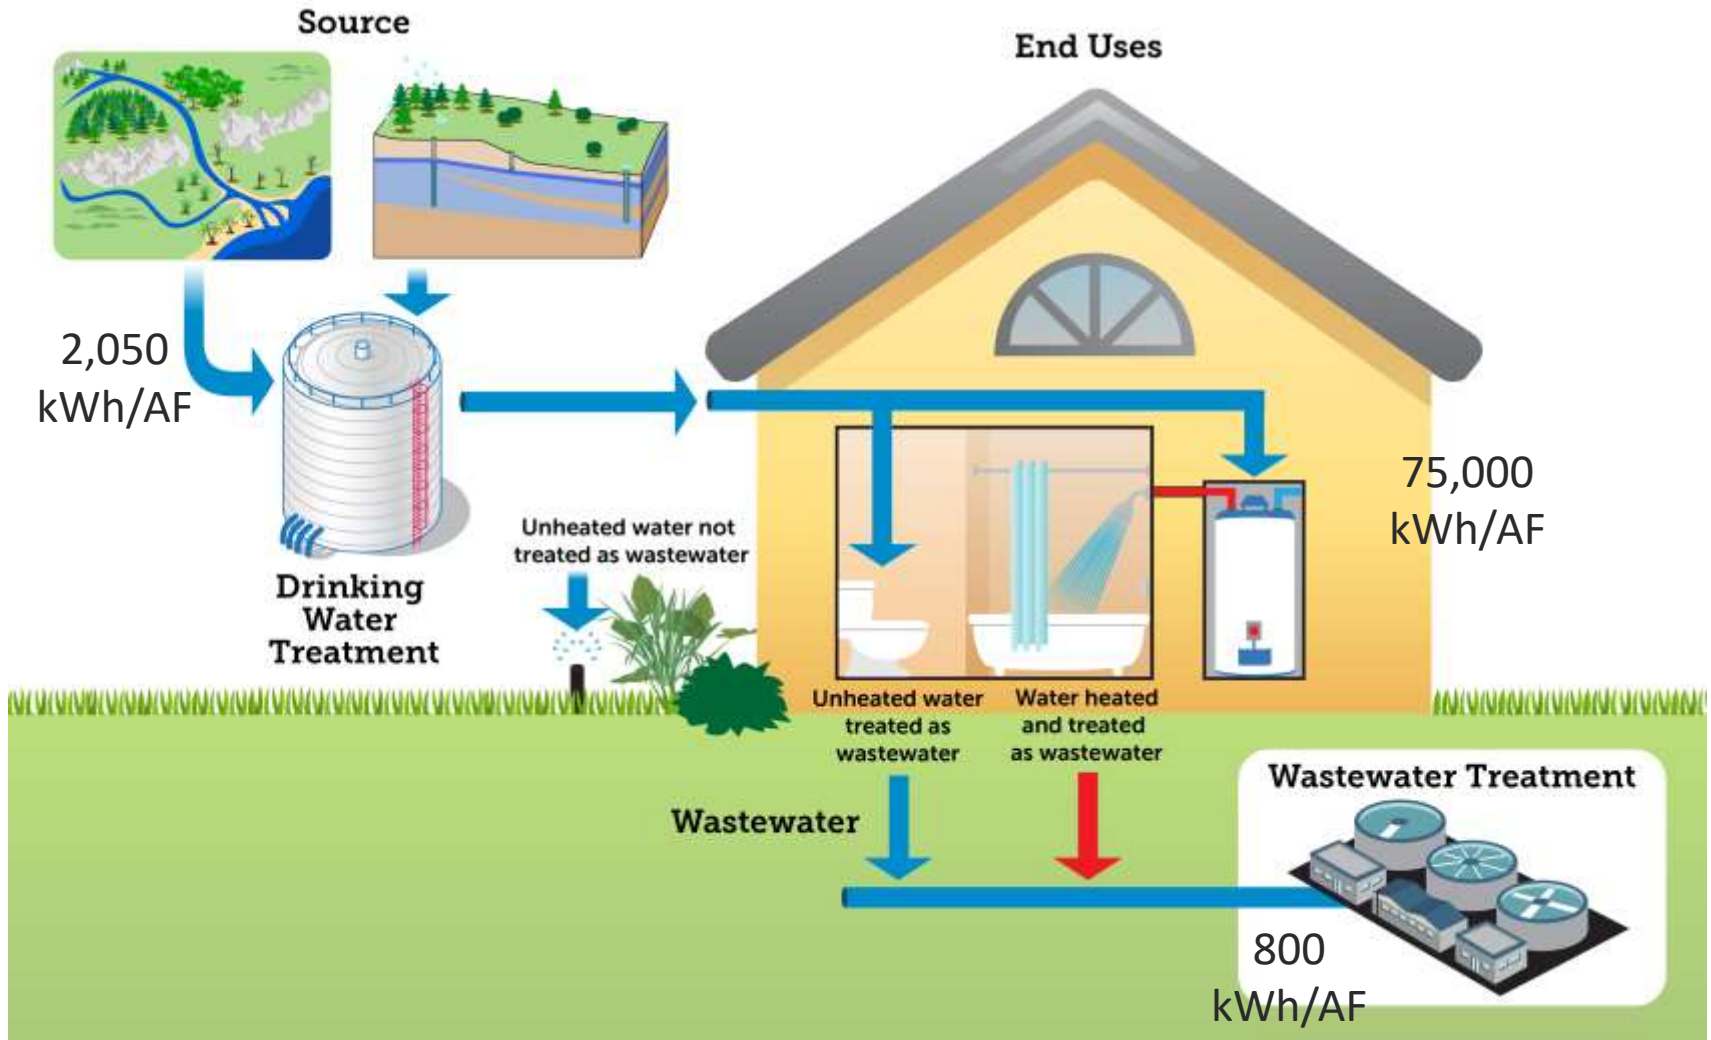 Source
End Uses
2,050
kWh/AF
75,000
kWh/AF
Unheated water not
treated as wastewater
Drinking
Water
Treatment
Unheated water
treated as
wastewater
Water heated
and treated
as wastewater
Wastewater
Wastewater Treatment
800
kWh/AF